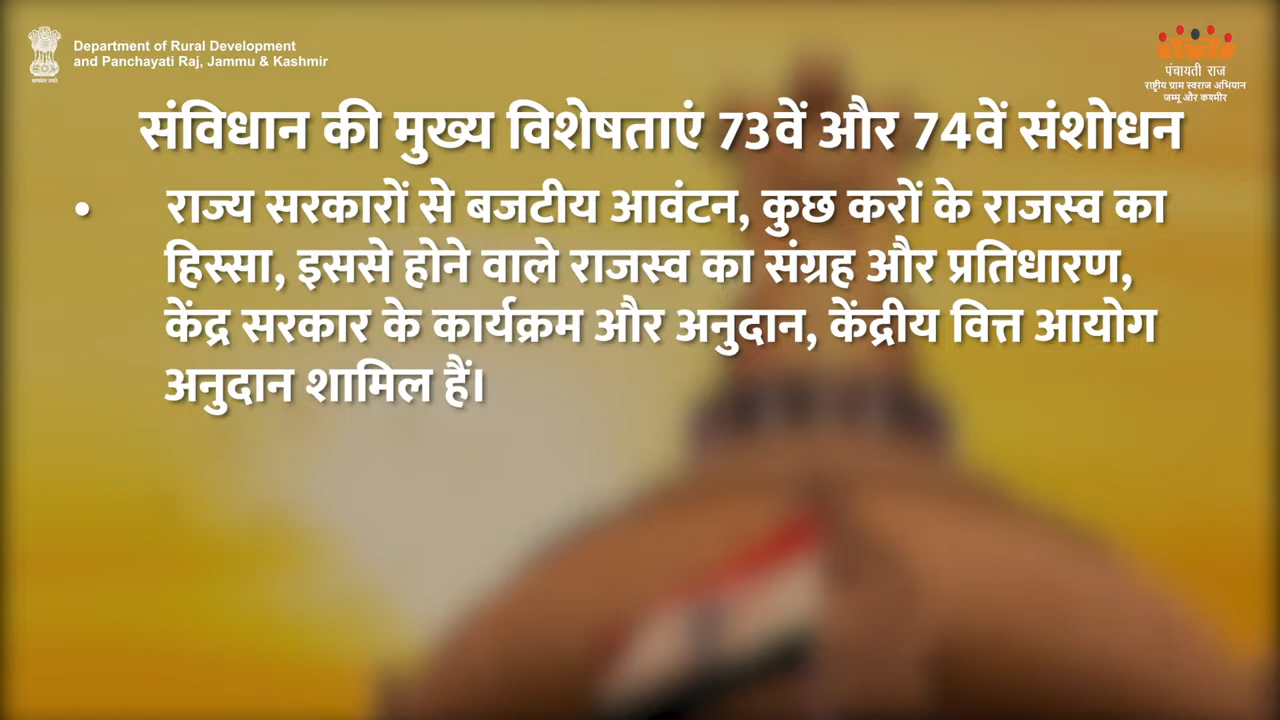 Department of Rural Development
and Panchayati Raj, Jammu & Kashmir
पंचायती राज
राष्ट्रीय ग्राम स्वराज अभियान
जम्मू और कश्मीर
संविधान की मुख्य विशेषताएं 73वें और 74वें संशोधन
• राज्य सरकारों से बजटीय आवंटन, कुछ करों के राजस्व का
हिस्सा, इससे होने वाले राजस्व का संग्रह और प्रतिधारण,
केंद्र सरकार के कार्यक्रम और अनुदान, केंद्रीय वित्त आयोग
अनुदान शामिल हैं।